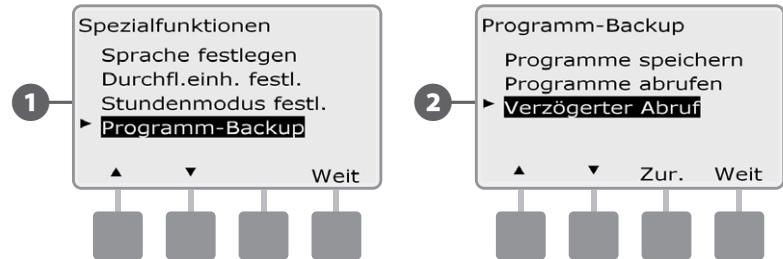 Spezialfunktionen
Sprache festlegen
Durchfl.einh. festl.
Stundenmodus festl.
► Programm-Backup
▲ ▼ Weit
1
Programm-Backup
Programme speichern
Programme abrufen
► Verzögerter Abruf
▲ ▼ Zur. Weit
2